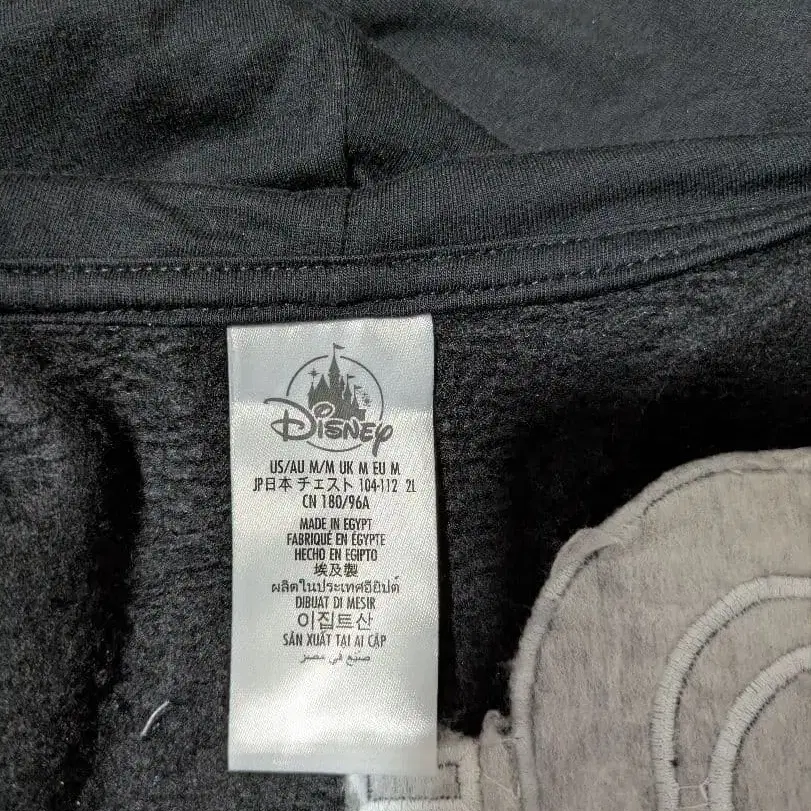 Disney
US/AU M/M UK M EU M
JP日本 チェスト 104-112 2L
CN 180/96A
MADE IN EGYPT
FABRIQUÉ EN ÉGYPTE
HECHO EN EGIPTO
埃及製
ผลิตในประเทศอียิปต์
DIBUAT DI MESIR
이집트산
SẢN XUẤT TẠI AI CẬP
صنع في مصر